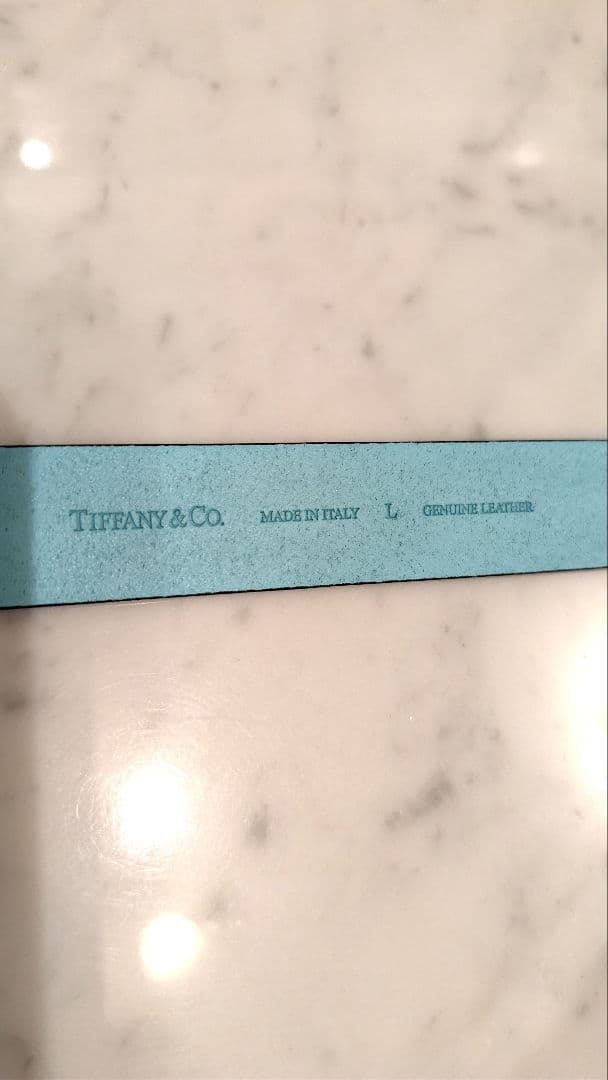 TIFFANY & CO. MADE IN ITALY L GENUINE LEATHER